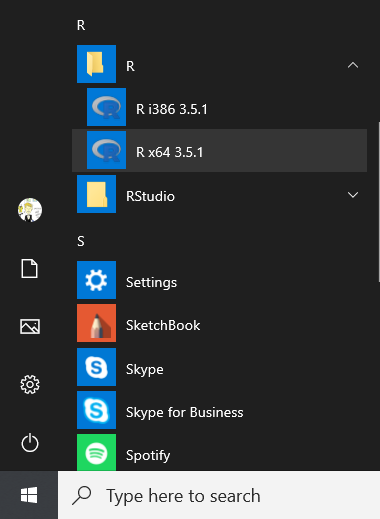 R
R
R i386 3.5.1
R x64 3.5.1
RStudio
S
Settings
SketchBook
Skype
Skype for Business
Spotify
Type here to search